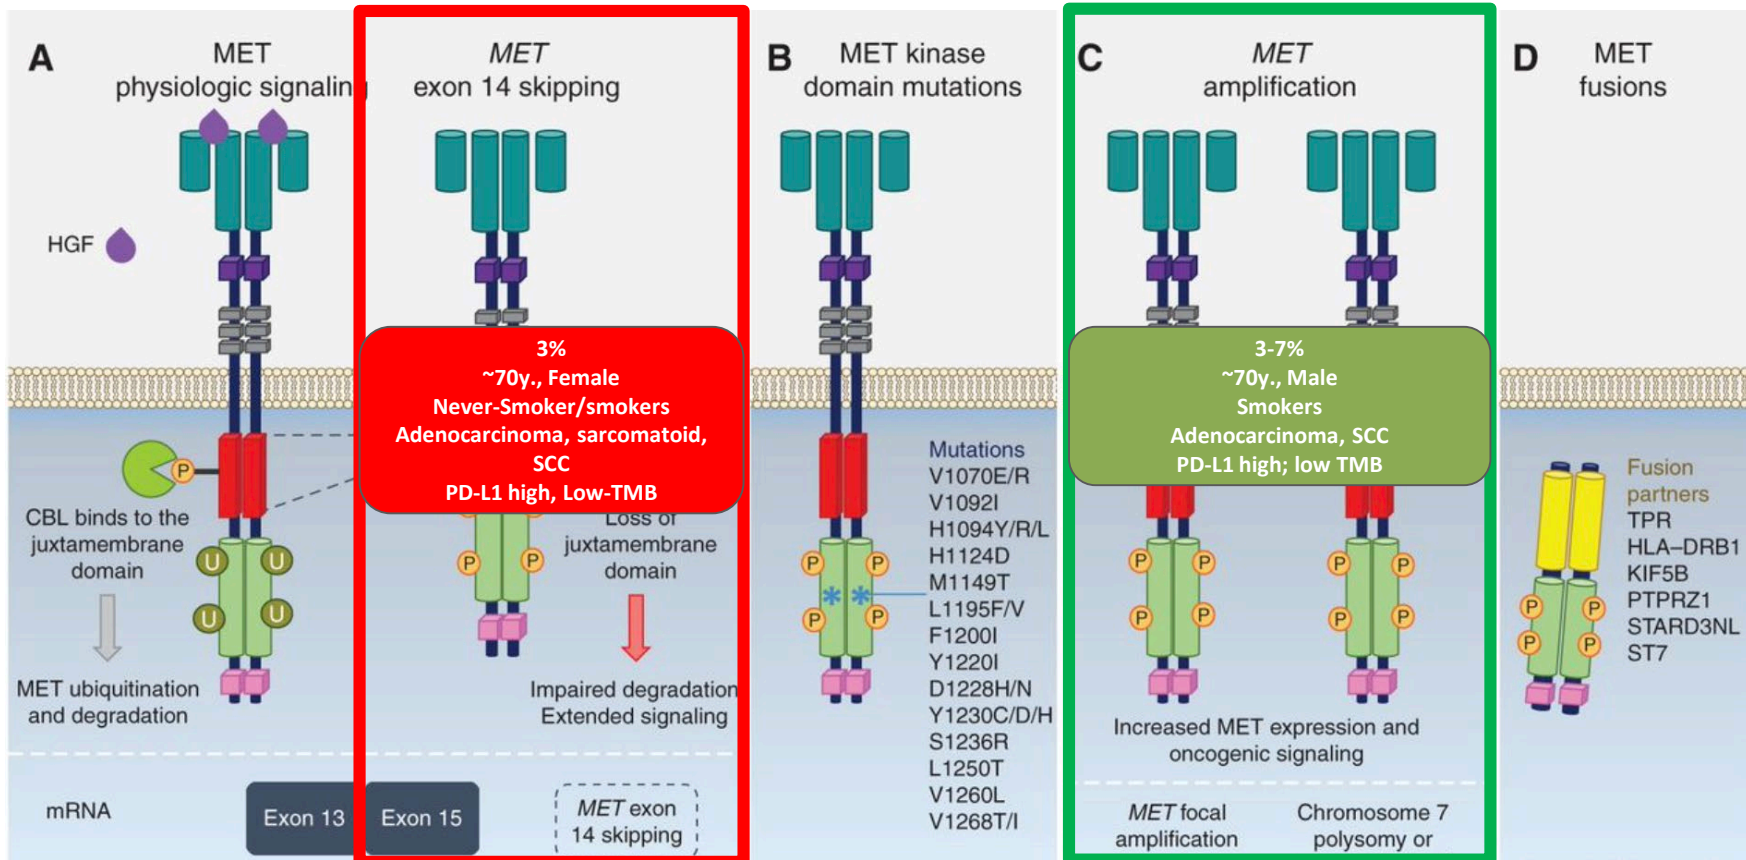 A
MET
physiologic signaling
HGF
CBL binds to the
juxtamembrane
domain
P
U
U
U
U
MET ubiquitination
and degradation
mRNA
Exon 13
Exon 15
MET
exon 14 skipping
3%
~70y., Female
Never-Smoker/smokers
Adenocarcinoma, sarcomatoid,
SCC
PD-L1 high, Low-TMB
P
P
Loss of
juxtamembrane
domain
Impaired degradation
Extended signaling
MET exon
14 skipping
B
MET kinase
domain mutations
P
P
P
P
*
*
Mutations
V1070E/R
V1092I
H1094Y/R/L
H1124D
M1149T
L1195F/V
F1200I
Y1220I
D1228H/N
Y1230C/D/H
S1236R
L1250T
V1260L
V1268T/I
C
MET
amplification
3-7%
~70y., Male
Smokers
Adenocarcinoma, SCC
PD-L1 high; low TMB
P
P
P
P
P
P
P
P
Increased MET expression and
oncogenic signaling
MET focal
amplification
Chromosome 7
polysomy or
D
MET
fusions
Fusion
partners
TPR
HLA–DRB1
KIF5B
PTPRZ1
STARD3NL
ST7
P
P
P
P